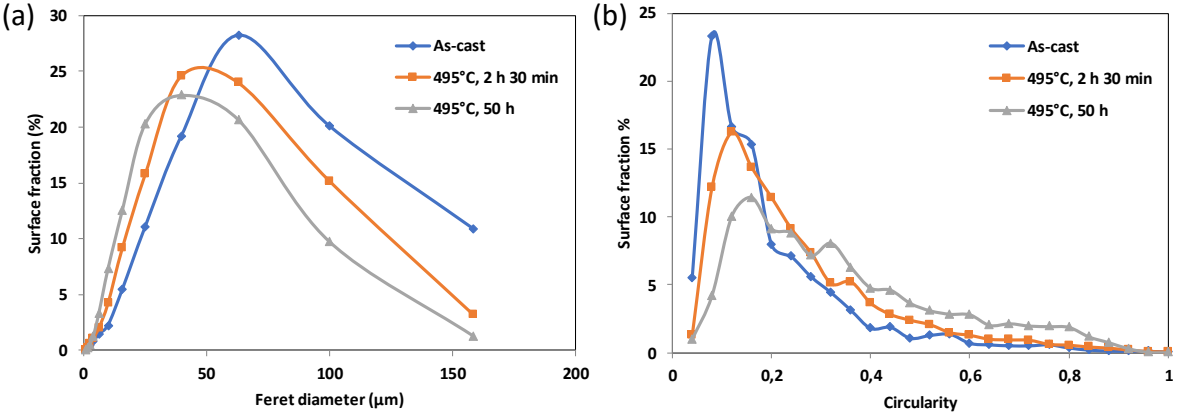 (a)
30
25
20
15
10
5
0
Surface fraction (%)
0 50 100 150 200
Feret diameter (µm)
As-cast
495°C, 2 h 30 min
495°C, 50 h
(b)
25
20
15
10
5
0
Surface fraction %
0 0,2 0,4 0,6 0,8 1
Circularity
As-cast
495°C, 2 h 30 min
495°C, 50 h